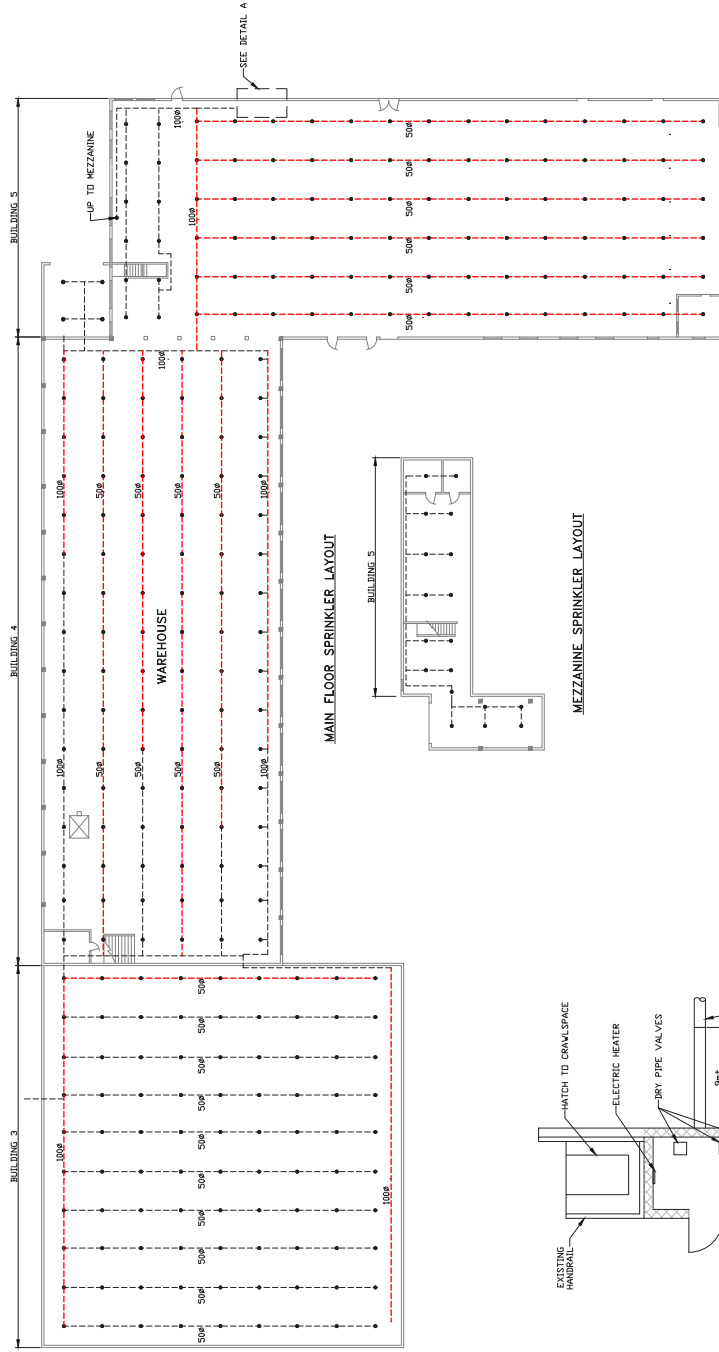 BUILDING 3
BUILDING 4
BUILDING 5
100Ø
100Ø
100Ø
UP TO MEZZANINE
50Ø
50Ø
50Ø
50Ø
WAREHOUSE
100Ø
100Ø
50Ø
50Ø
100Ø
50Ø
50Ø
50Ø
50Ø
50Ø
50Ø
50Ø
50Ø
50Ø
50Ø
50Ø
50Ø
SEE DETAIL A
100Ø
100Ø
MAIN FLOOR SPRINKLER LAYOUT
BUILDING 5
100Ø
50Ø
50Ø
50Ø
50Ø
50Ø
50Ø
MEZZANINE SPRINKLER LAYOUT
EXISTING
HANDRAIL
HATCH TO CRAWLSPACE
ELECTRIC HEATER
DRY PIPE VALVES